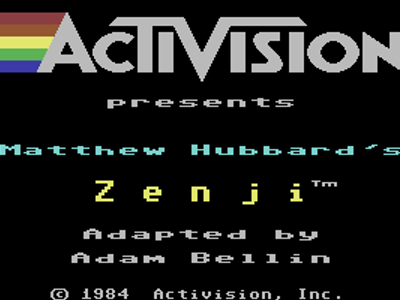 ACTIVISION
presents
Matthew Hubbard's
Zenji™
Adapted by
Adam Bellin
© 1984 Activision, Inc.